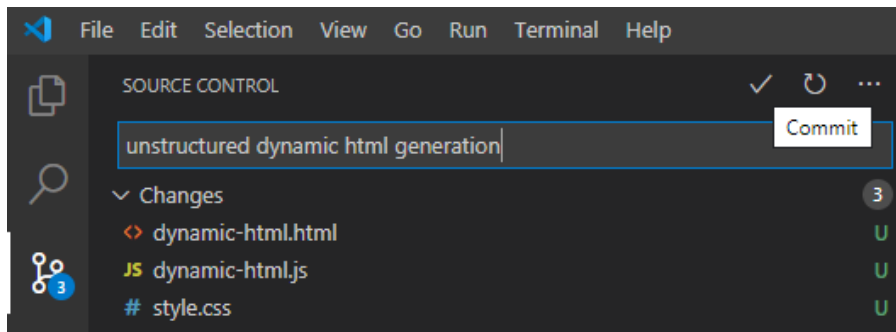 File Edit Selection View Go Run Terminal Help
SOURCE CONTROL
Commit
unstructured dynamic html generation
Changes 3
<> dynamic-html.html U
JS dynamic-html.js U
3
# style.css U